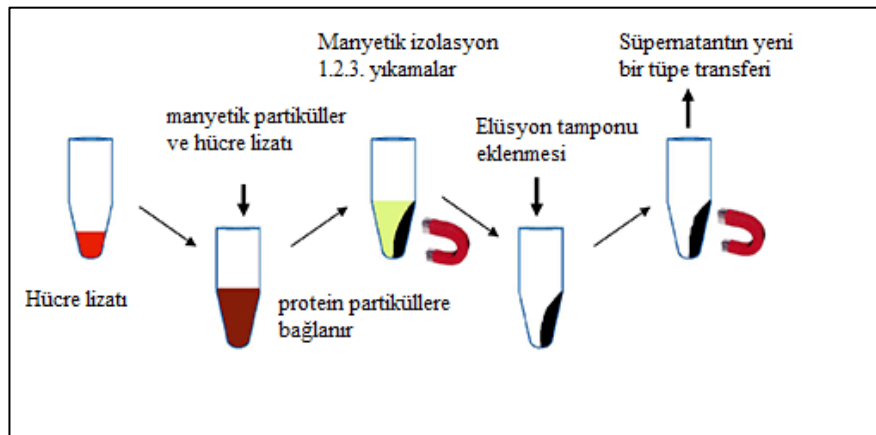 Manyetik izolasyon
1.2.3. yıkamalar
Süpernatantın yeni
bir tüpe transferi
manyetik partiküller
ve hücre lizatı
Elüsyon tamponu
eklenmesi
Hücre lizatı
protein partiküllere
bağlanır